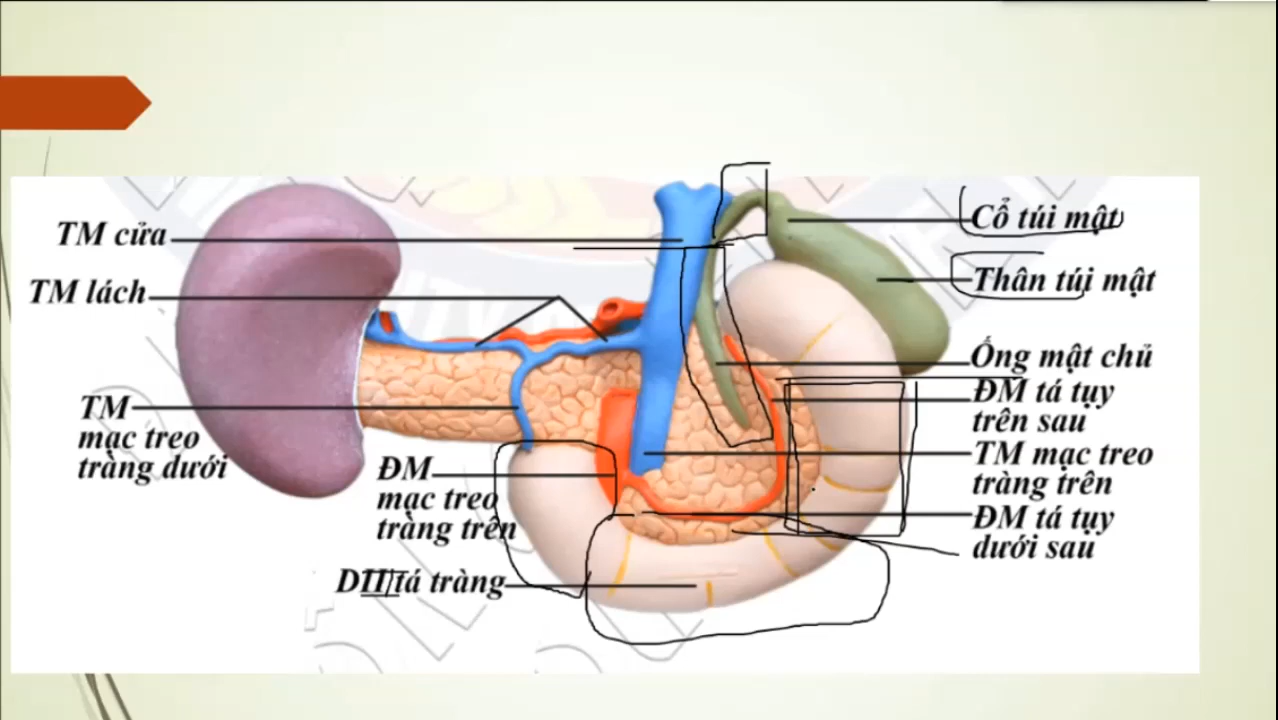 TM cửa
TM lách
TM
mạc treo
tràng dưới
ĐM
mạc treo
tràng trên
DIII tá tràng
Cổ túi mật
Thân túi mật
Ống mật chủ
ĐM tá tụy
trên sau
TM mạc treo
tràng trên
ĐM tá tụy
dưới sau